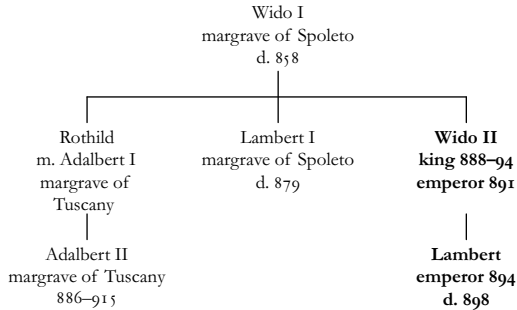 Wido I
margrave of Spoleto
d. 858
Rothild
m. Adalbert I
margrave of
Tuscany
Lambert I
margrave of Spoleto
d. 879
Wido II
king 888–94
emperor 891
Adalbert II
margrave of Tuscany
886–915
Lambert
emperor 894
d. 898